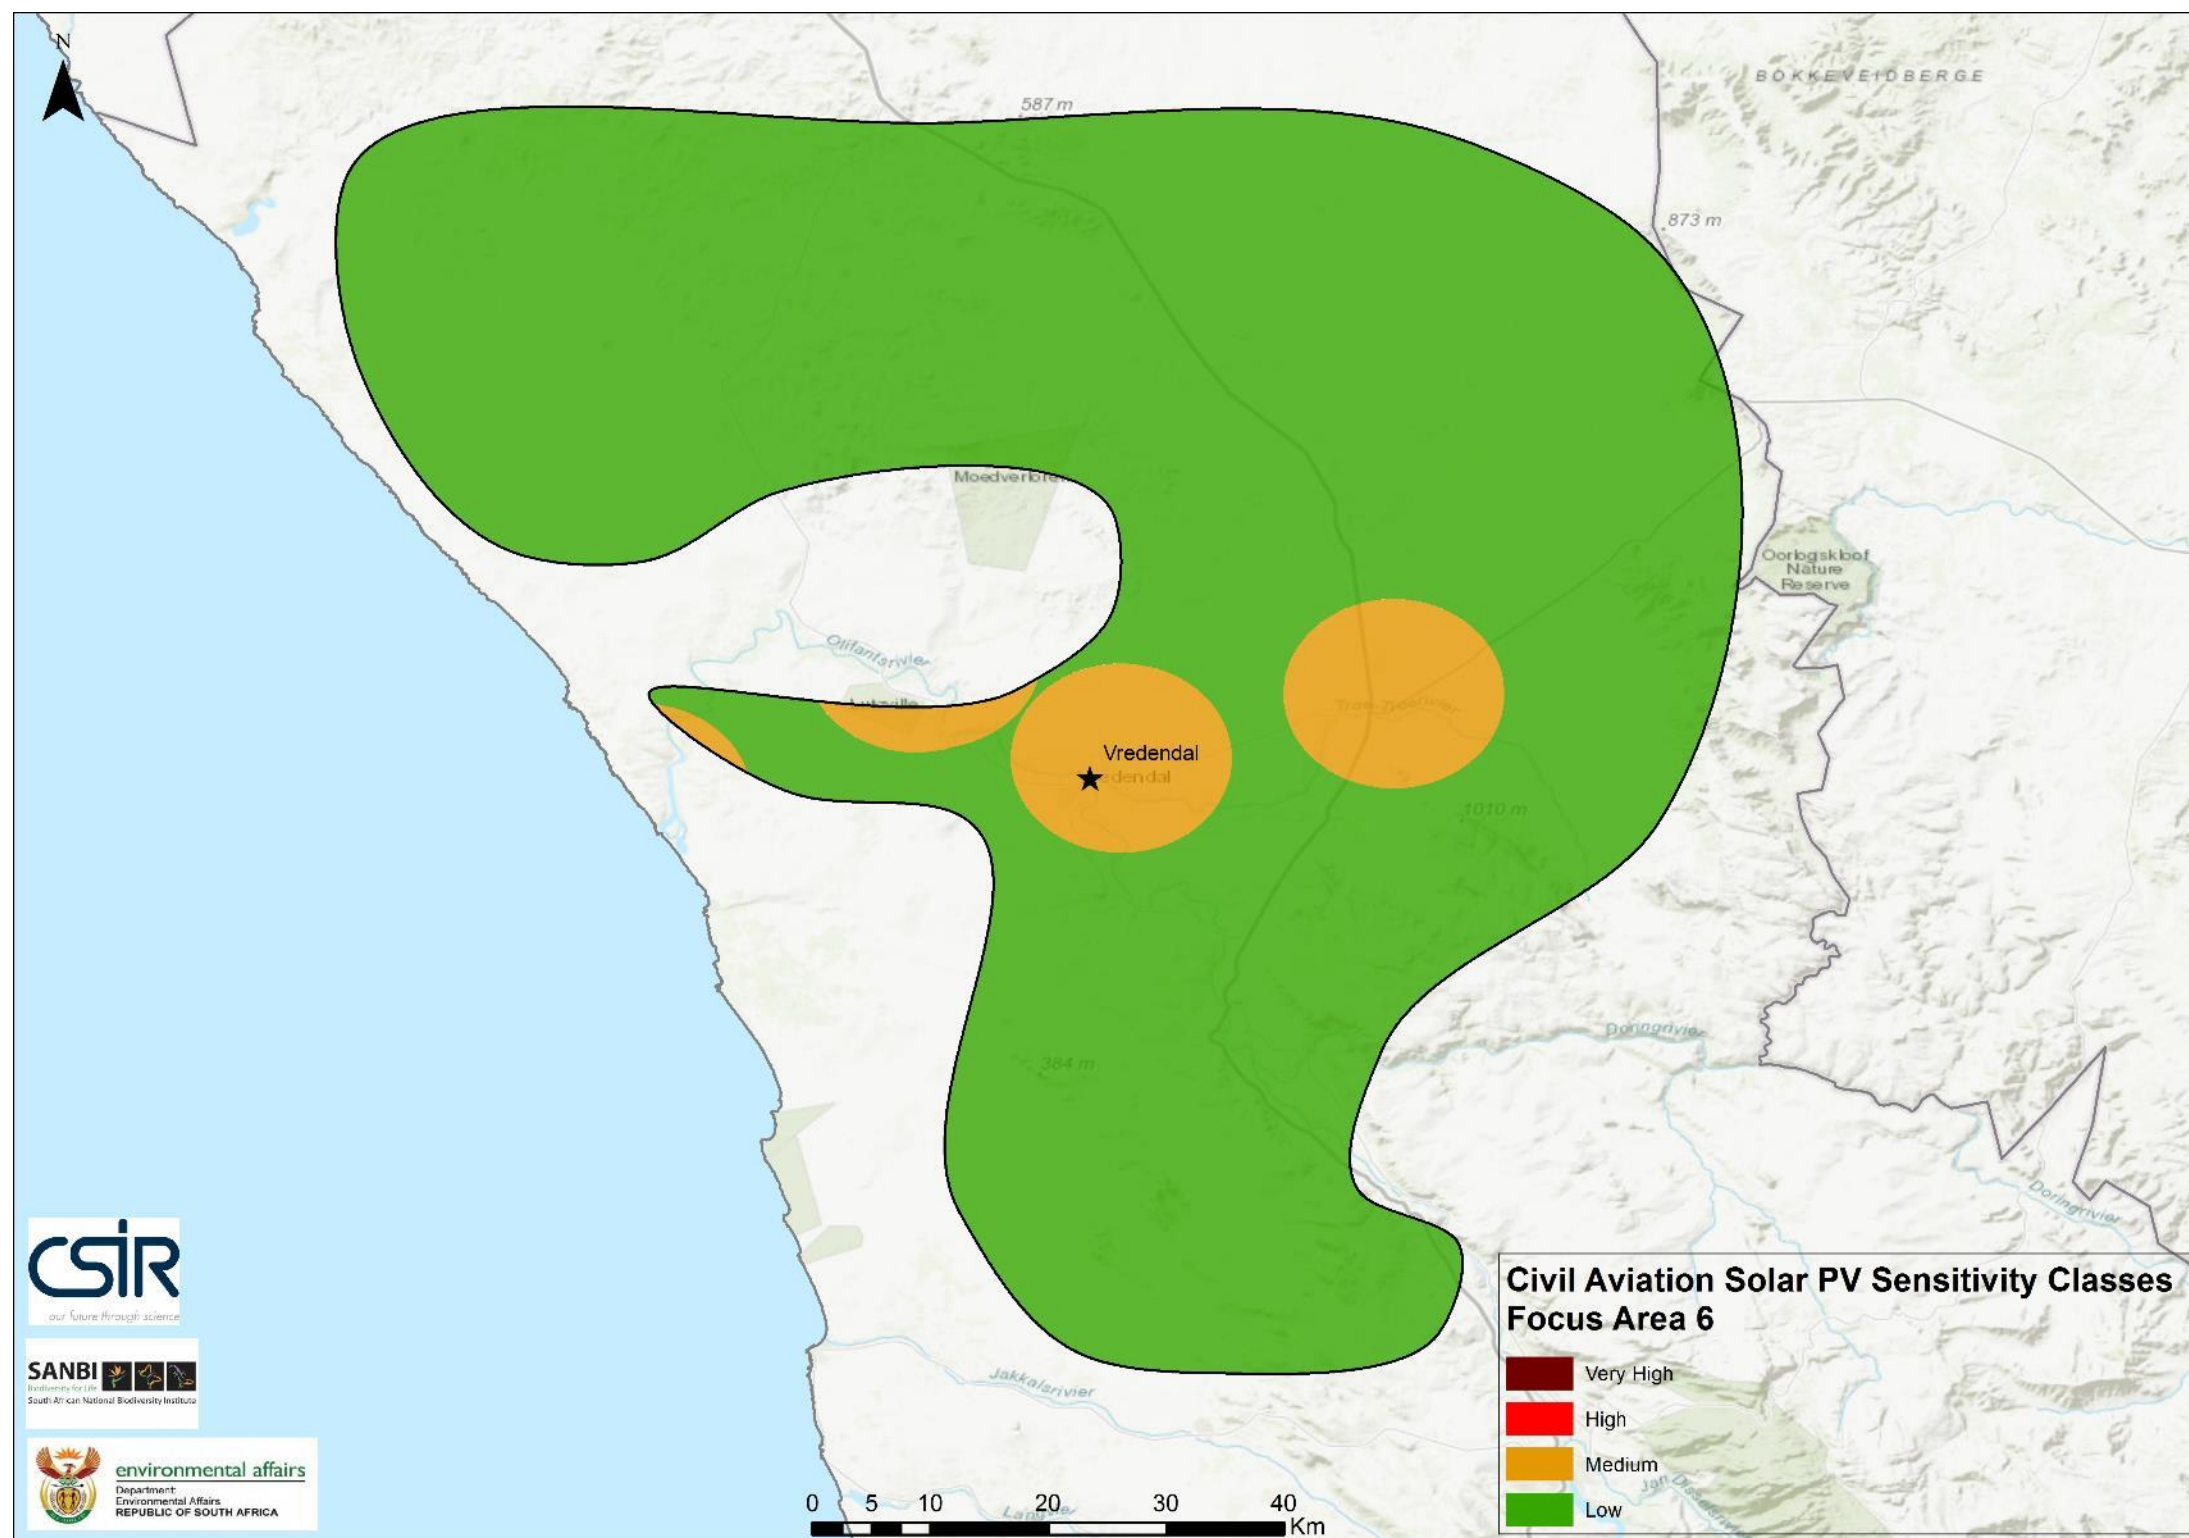 N
BOKKEVELDBERGE
587 m
873 m
Moedverloren
Oorlogskloof
Nature
Reserve
Olifantsrivier
Lutzville
Vredendal
1010 m
Doringrivier
384 m
Doringrivier
Jakkalsrivier
CSIR
our future through science
SANBI
Biodiversity for Life
South African National Biodiversity Institute
environmental affairs
Department:
Environmental Affairs
REPUBLIC OF SOUTH AFRICA
0 5 10 20 30 40
Km
Civil Aviation Solar PV Sensitivity Classes
Focus Area 6
Very High
High
Medium
Low